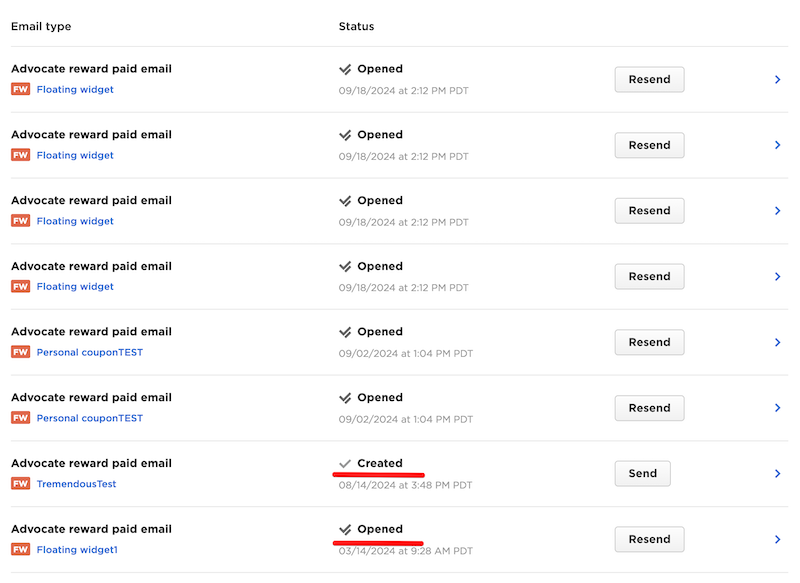 Email type Status
Advocate reward paid email Opened
FW Floating widget 09/18/2024 at 2:12 PM PDT Resend
Advocate reward paid email Opened
FW Floating widget 09/18/2024 at 2:12 PM PDT Resend
Advocate reward paid email Opened
FW Floating widget 09/18/2024 at 2:12 PM PDT Resend
Advocate reward paid email Opened
FW Floating widget 09/18/2024 at 2:12 PM PDT Resend
Advocate reward paid email Opened
FW Personal couponTEST 09/02/2024 at 1:04 PM PDT Resend
Advocate reward paid email Opened
FW Personal couponTEST 09/02/2024 at 1:04 PM PDT Resend
Advocate reward paid email Created
FW TremendousTest 08/14/2024 at 3:48 PM PDT Send
Advocate reward paid email Opened
FW Floating widget1 03/14/2024 at 9:28 AM PDT Resend